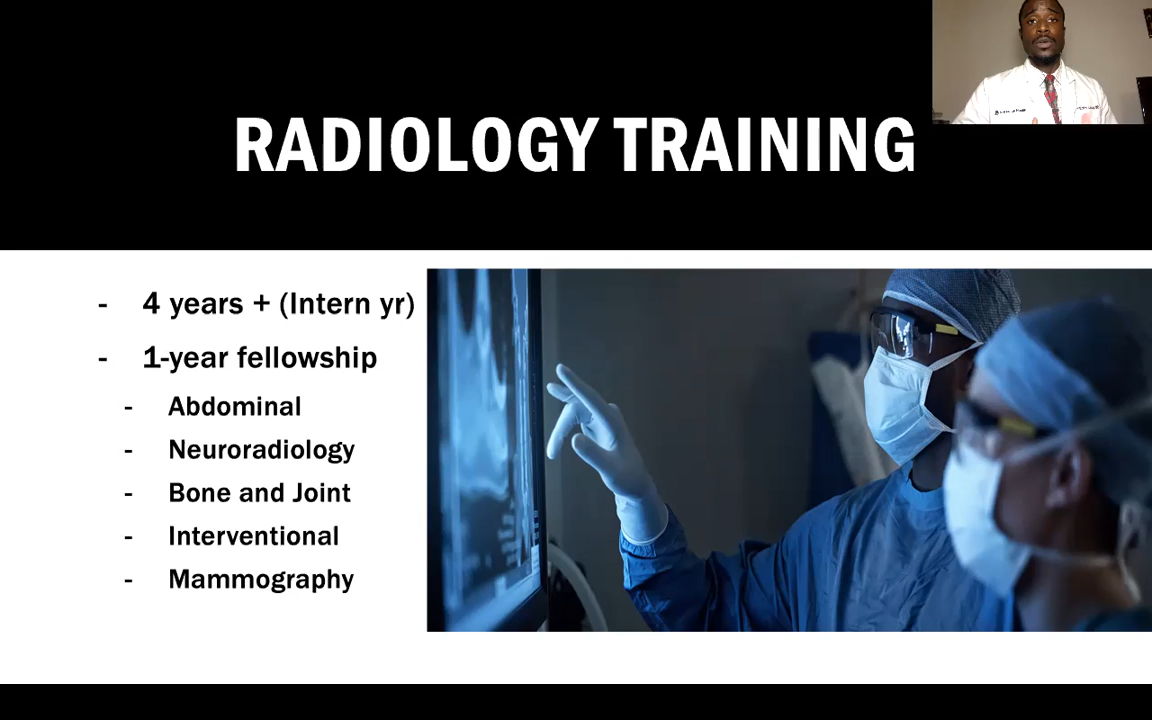 RADIOLOGY TRAINING
- 4 years + (Intern yr)
- 1-year fellowship
- Abdominal
- Neuroradiology
- Bone and Joint
- Interventional
- Mammography